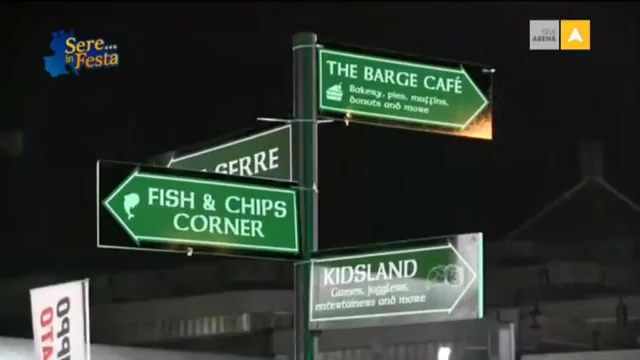 Sere...
in Festa
TELE
ARENA
THE BARGE CAFÉ
Bakery, pies, muffins,
donuts and more
GERRE
FISH & CHIPS
CORNER
KIDSLAND
Games, jugglers,
entertainers and more